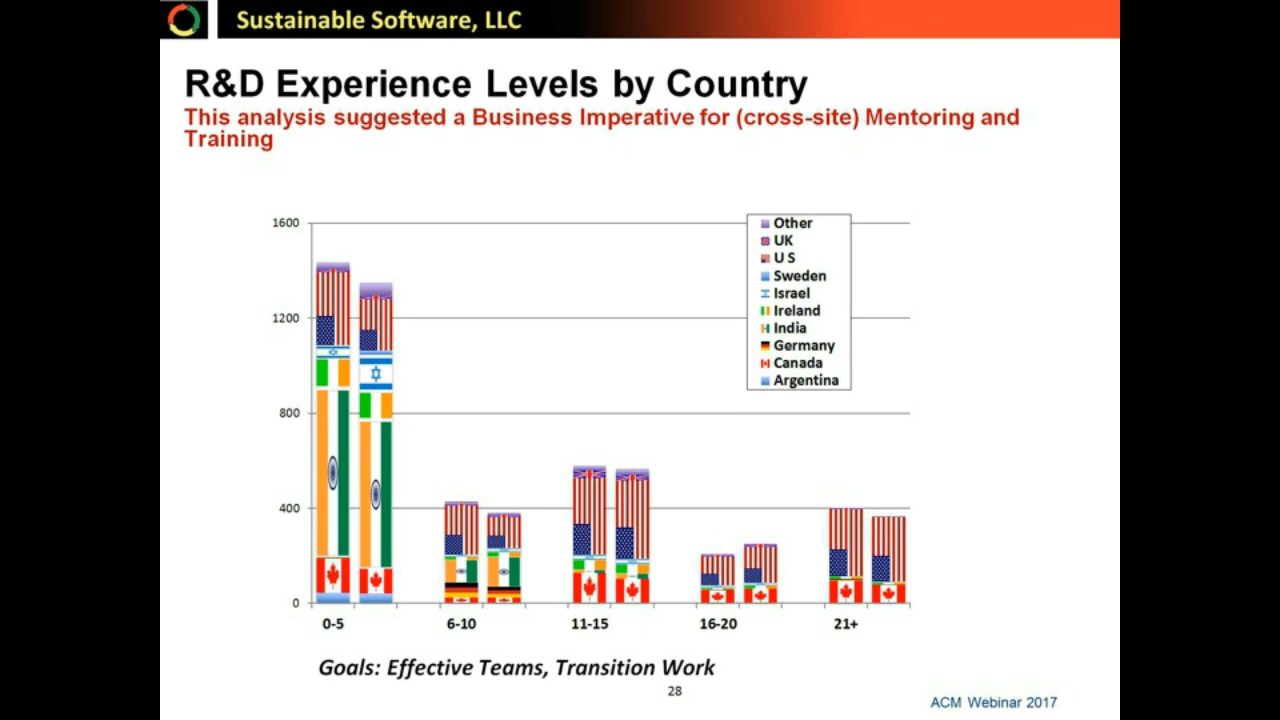 Sustainable Software, LLC
R&D Experience Levels by Country
This analysis suggested a Business Imperative for (cross-site) Mentoring and
Training
1600
1200
800
400
0
Other
UK
U S
Sweden
Israel
Ireland
India
Germany
Canada
Argentina
0-5
6-10
11-15
16-20
21+
Goals: Effective Teams, Transition Work
28
ACM Webinar 2017